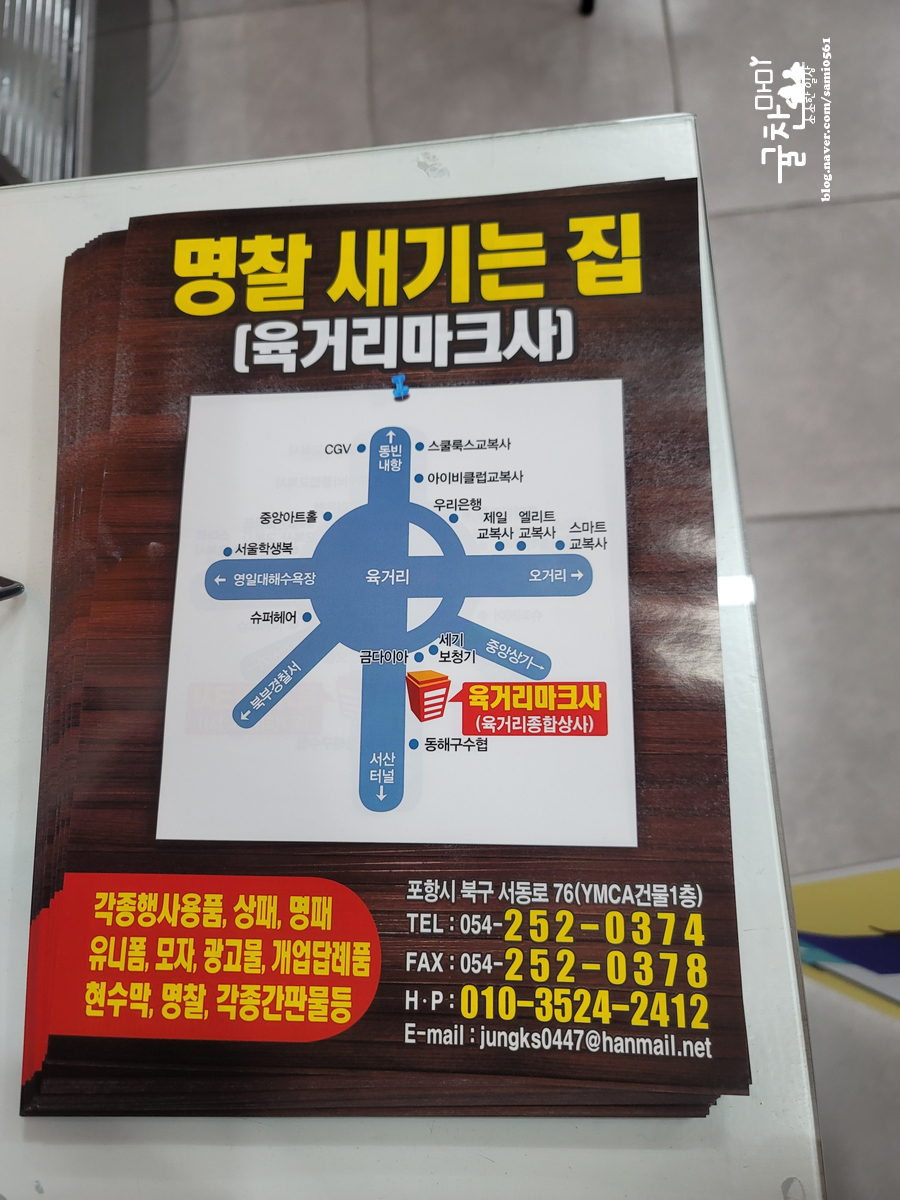 명찰 새기는 집
(육거리마크사)
↑
동빈
내항
CGV
스쿨룩스교복사
아이비클럽교복사
중앙아트홀
우리은행
제일
교복사
엘리트
교복사
스마트
교복사
서울학생복
← 영일대해수욕장
육거리
오거리 →
슈퍼헤어
금다이아
세기
보청기
중앙상가→
← 북부경찰서
육거리마크사
(육거리종합상사)
동해구수협
서산
터널
↓
각종행사용품, 상패, 명패
유니폼, 모자, 광고물, 개업답례품
현수막, 명찰, 각종간판물등
포항시 북구 서동로 76(YMCA건물1층)
TEL : 054-252-0374
FAX : 054-252-0378
H·P : 010-3524-2412
E-mail : jungks0447@hanmail.net
소소한 일상
blog.naver.com/sami0561